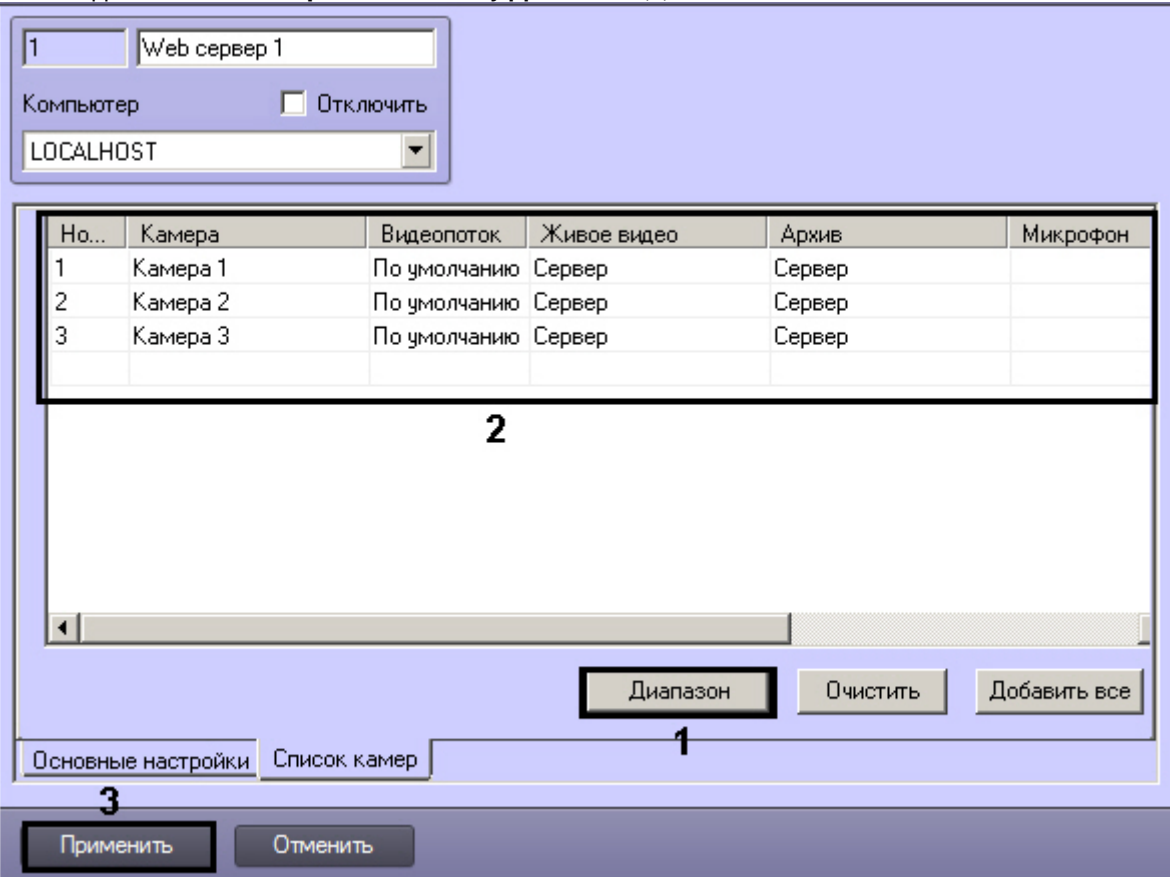 1 Web сервер 1
Компьютер Отключить
LOCALHOST
Но... Камера Видеопоток Живое видео Архив Микрофон
1 Камера 1 По умолчанию Сервер Сервер
2 Камера 2 По умолчанию Сервер Сервер
3 Камера 3 По умолчанию Сервер Сервер
2
Диапазон Очистить Добавить все
1
Основные настройки Список камер
3
Применить Отменить